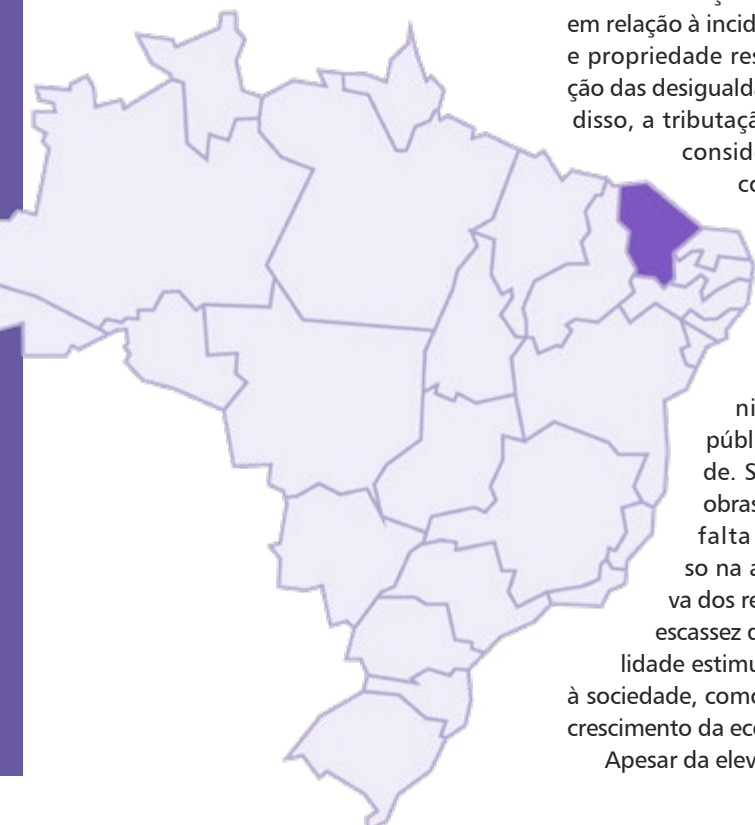 em relação à incid
e propriedade res
ção das desigualda
disso, a tributaçã
consid
co
ni
públ
de. S
obras
falta
so na a
va dos re
escassez d
lidade estimu
à sociedade, como
crescimento da eco
Apesar da elev